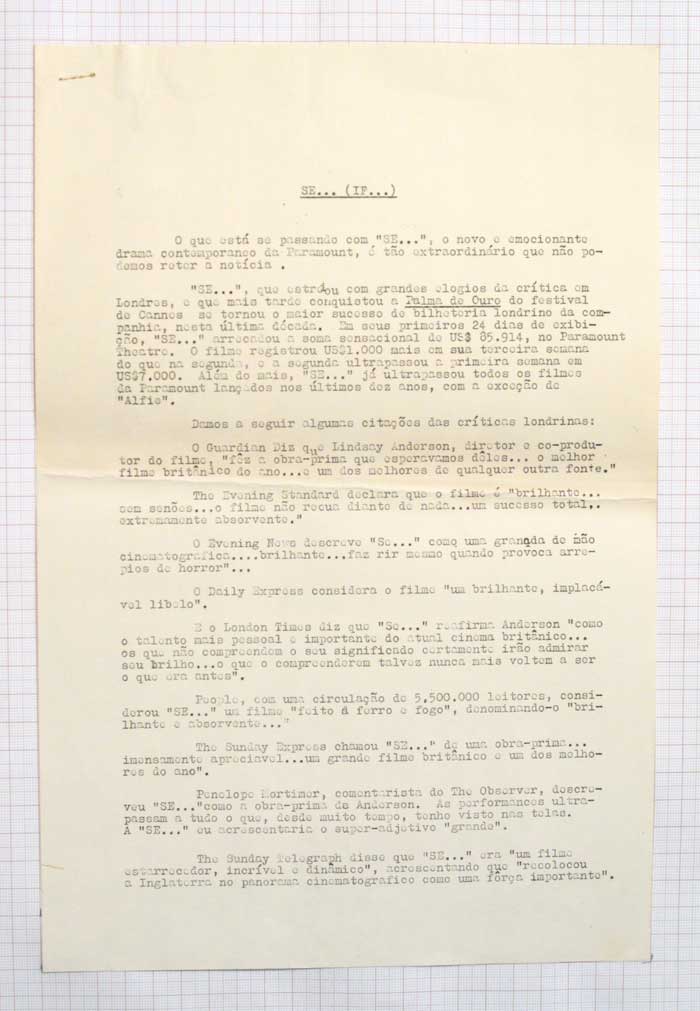 SE... (IF...)
O que está se passando com "SE...", o novo e emocionante
drama contemporaneo da Paramount, é tão extraordinário que não po-
demos reter a notícia .
"SE...", que estreou com grandes elogios da crítica em
Londres, e que mais tarde conquistou a Palma de Ouro do festival
de Cannes se tornou o maior sucesso de bilheteria londrino da com-
panhia, nesta última década. Em seus primeiros 24 dias de exibi-
ção, "SE..." arrecadou a soma sensacional de US$ 85.914, no Paramount
Theatre. O filme registrou US$1.000 mais em sua terceira semana
do que na segunda, e a segunda ultrapassou a primeira semana em
US$7.000. Além do mais, "SE..." já ultrapassou todos os filmes
da Paramount lançados nos últimos dez anos, com a exceção de
"Alfie".
Damos a seguir algumas citações das críticas londrinas:
O Guardian Diz que Lindsay Anderson, diretor e co-produ-
tor do filme, "fêz a obra-prima que esperavamos dêles... o melhor
filme britânico do ano...e um dos melhores de qualquer outra fonte."
The Evening Standard declara que o filme é "brilhante...
sem senões...o filme não recua diante de nada...um sucesso total,.
extremamente absorvente."
O Evening News descreve "Se..." como uma granada de mão
cinematográfica....brilhante...faz rir mesmo quando provoca arre-
pios de horror"...
O Daily Express considera o filme "um brilhante, implacá-
vel libelo".
E o London Times diz que "Se..." reafirma Anderson "como
o talento mais pessoal e importante do atual cinema britânico...
os que não compreendem o seu significado certamente irão admirar
seu brilho...o que o compreenderem talvez nunca mais voltem a ser
o que era antes".
People, com uma circulação de 5,500.000 leitores, consi-
derou "SE..." um filme "feito á ferro e fogo", denominando-o "bri-
lhante e absorvente..."
The Sunday Express chamou "SE..." de uma obra-prima...
imensamente apreciavel...um grande filme britânico e um dos melho-
res do ano".
Penelope Mortimer, comentarista do The Observer, descre-
veu "SE..."como a obra-prima de Anderson. As performances ultra-
passam a tudo o que, desde muito tempo, tenho visto nas telas.
A "SE..." eu acrescentaria o super-adjetivo "grande".
The Sunday Telegraph disse que "SE..." era "um filme
estarrecedor, incrível e dinâmico", acrescentando que "recolocou
a Inglaterra no panorama cinematografico como uma fôrça importante".